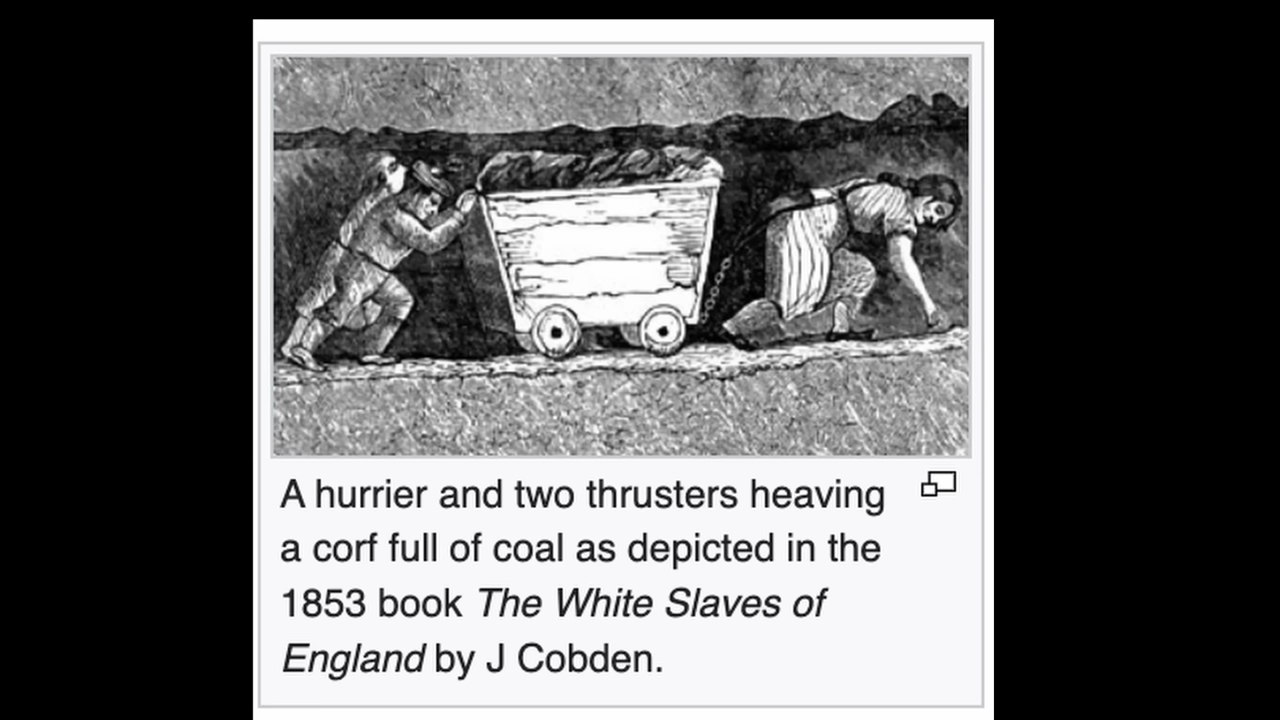 A hurrier and two thrusters heaving
a corf full of coal as depicted in the
1853 book The White Slaves of
England by J Cobden.